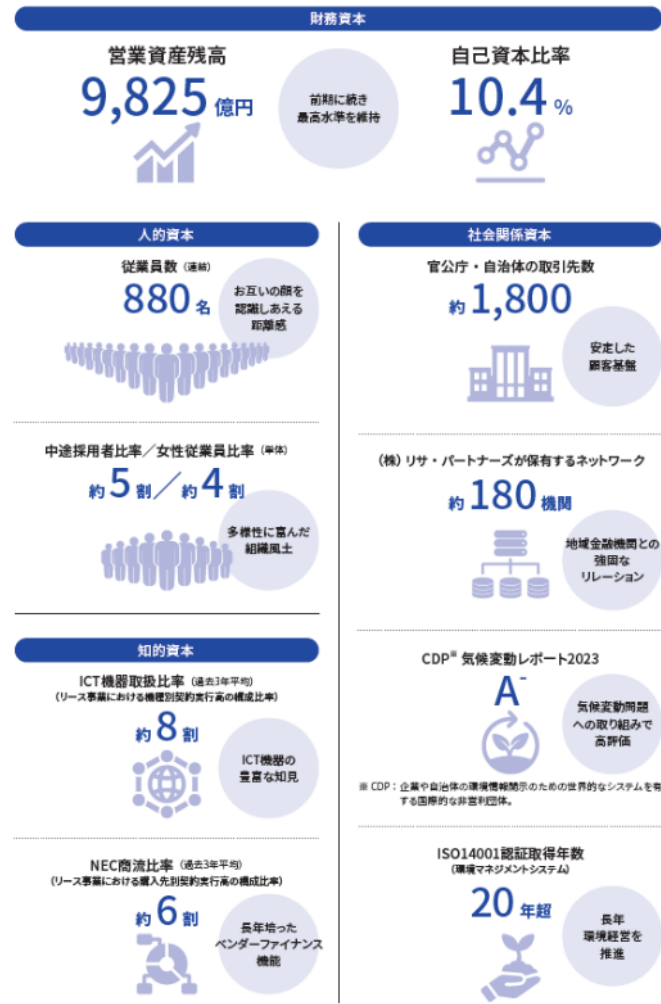 財務資本
営業資産残高
9,825 億円
前期に続き
最高水準を維持
自己資本比率
10.4 %
人的資本
従業員数（連結）
880 名
お互いの顔を
認識しあえる
距離感
中途採用者比率／女性従業員比率（単体）
約5割／約4割
多様性に富んだ
組織風土
知的資本
ICT機器取扱比率（過去3年平均）
（リース事業における機種別契約実行高の構成比率）
約8割
ICT機器の
豊富な知見
NEC商流比率（過去3年平均）
（リース事業における購入先別契約実行高の構成比率）
約6割
長年培った
ベンダーファイナンス
機能
社会関係資本
官公庁・自治体の取引先数
約1,800
安定した
顧客基盤
（株）リサ・パートナーズが保有するネットワーク
約180機関
地域金融機関との
強固な
リレーション
CDP※ 気候変動レポート2023
A-
気候変動問題
への取り組みで
高評価
※ CDP：企業や自治体の環境情報開示のための世界的なシステムを有
する国際的な非営利団体。
ISO14001認証取得年数
（環境マネジメントシステム）
20年超
長年
環境経営を
推進